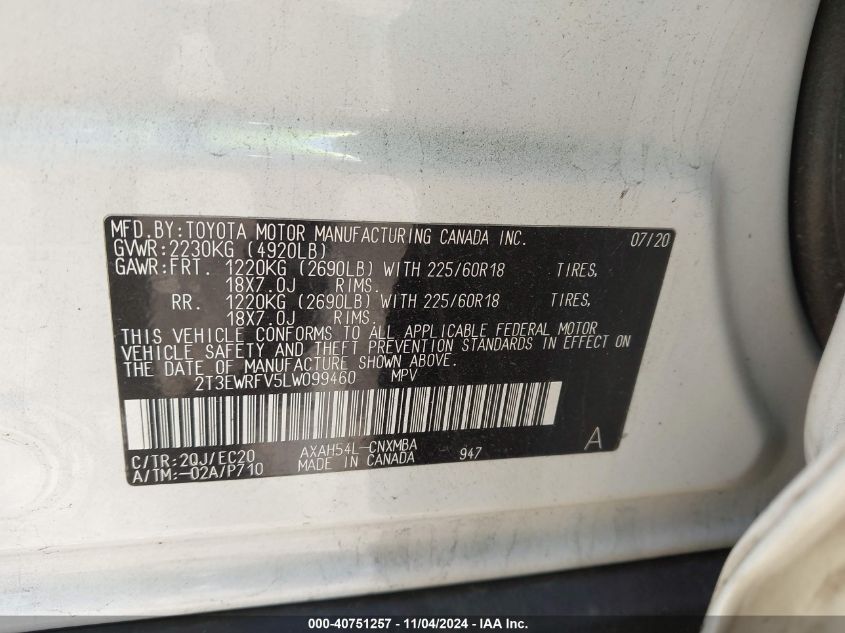 MFD.BY:TOYOTA MOTOR MANUFACTURING CANADA INC. 07/20
GVWR:2230KG (4920LB)
GAWR:FRT. 1220KG (2690LB) WITH 225/60R18 TIRES,
18X7.0J RIMS.
RR. 1220KG (2690LB) WITH 225/60R18 TIRES,
18X7.0J RIMS.
THIS VEHICLE CONFORMS TO ALL APPLICABLE FEDERAL MOTOR
VEHICLE SAFETY AND THEFT PREVENTION STANDARDS IN EFFECT ON
THE DATE OF MANUFACTURE SHOWN ABOVE.
2T3EWRFV5LW099460 MPV
C/TR:2QJ/EC20 AXAH54L-CNXMBA 947 A
A/TM:-02A/P710 MADE IN CANADA
000-40751257 - 11/04/2024 - IAA Inc.